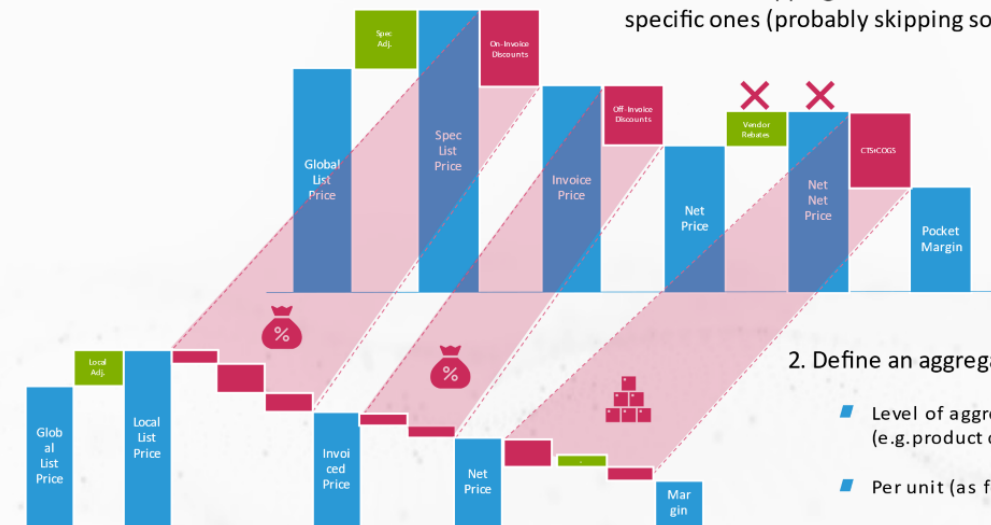 specific ones (probably skipping so
Spec
Adj.
On-Invoice
Discounts
Global
List
Price
Spec
List
Price
Invoice
Price
Off-Invoice
Discounts
Net
Price
Vendor
Rebates
Net
Net
Price
CTS+COGS
Pocket
Margin
%
%
Local
Adj.
Glob
al
List
Price
Local
List
Price
Invoi
ced
Price
Net
Price
Mar
gin
2. Define an aggrega
Level of aggre
(e.g.product c
Per unit (as f